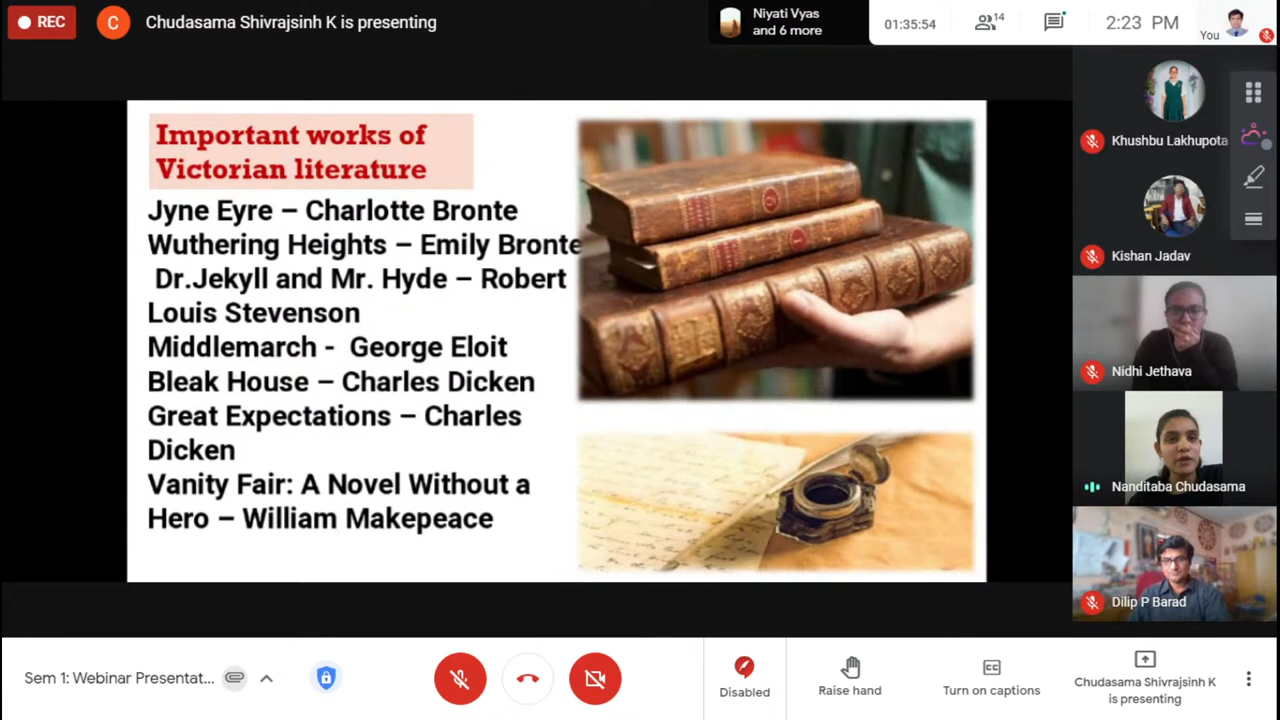 REC
C
Chudasama Shivrajsinh K is presenting
Niyati Vyas
and 6 more
01:35:54
14
2:23 PM
You
Important works of
Victorian literature
Jyne Eyre – Charlotte Bronte
Wuthering Heights – Emily Bronte
Dr.Jekyll and Mr. Hyde – Robert
Louis Stevenson
Middlemarch - George Eloit
Bleak House – Charles Dicken
Great Expectations – Charles
Dicken
Vanity Fair: A Novel Without a
Hero – William Makepeace
Khushbu Lakhupota
Kishan Jadav
Nidhi Jethava
Nanditaba Chudasama
Dilip P Barad
Sem 1: Webinar Presentat...
Disabled
Raise hand
CC
Turn on captions
Chudasama Shivrajsinh K
is presenting